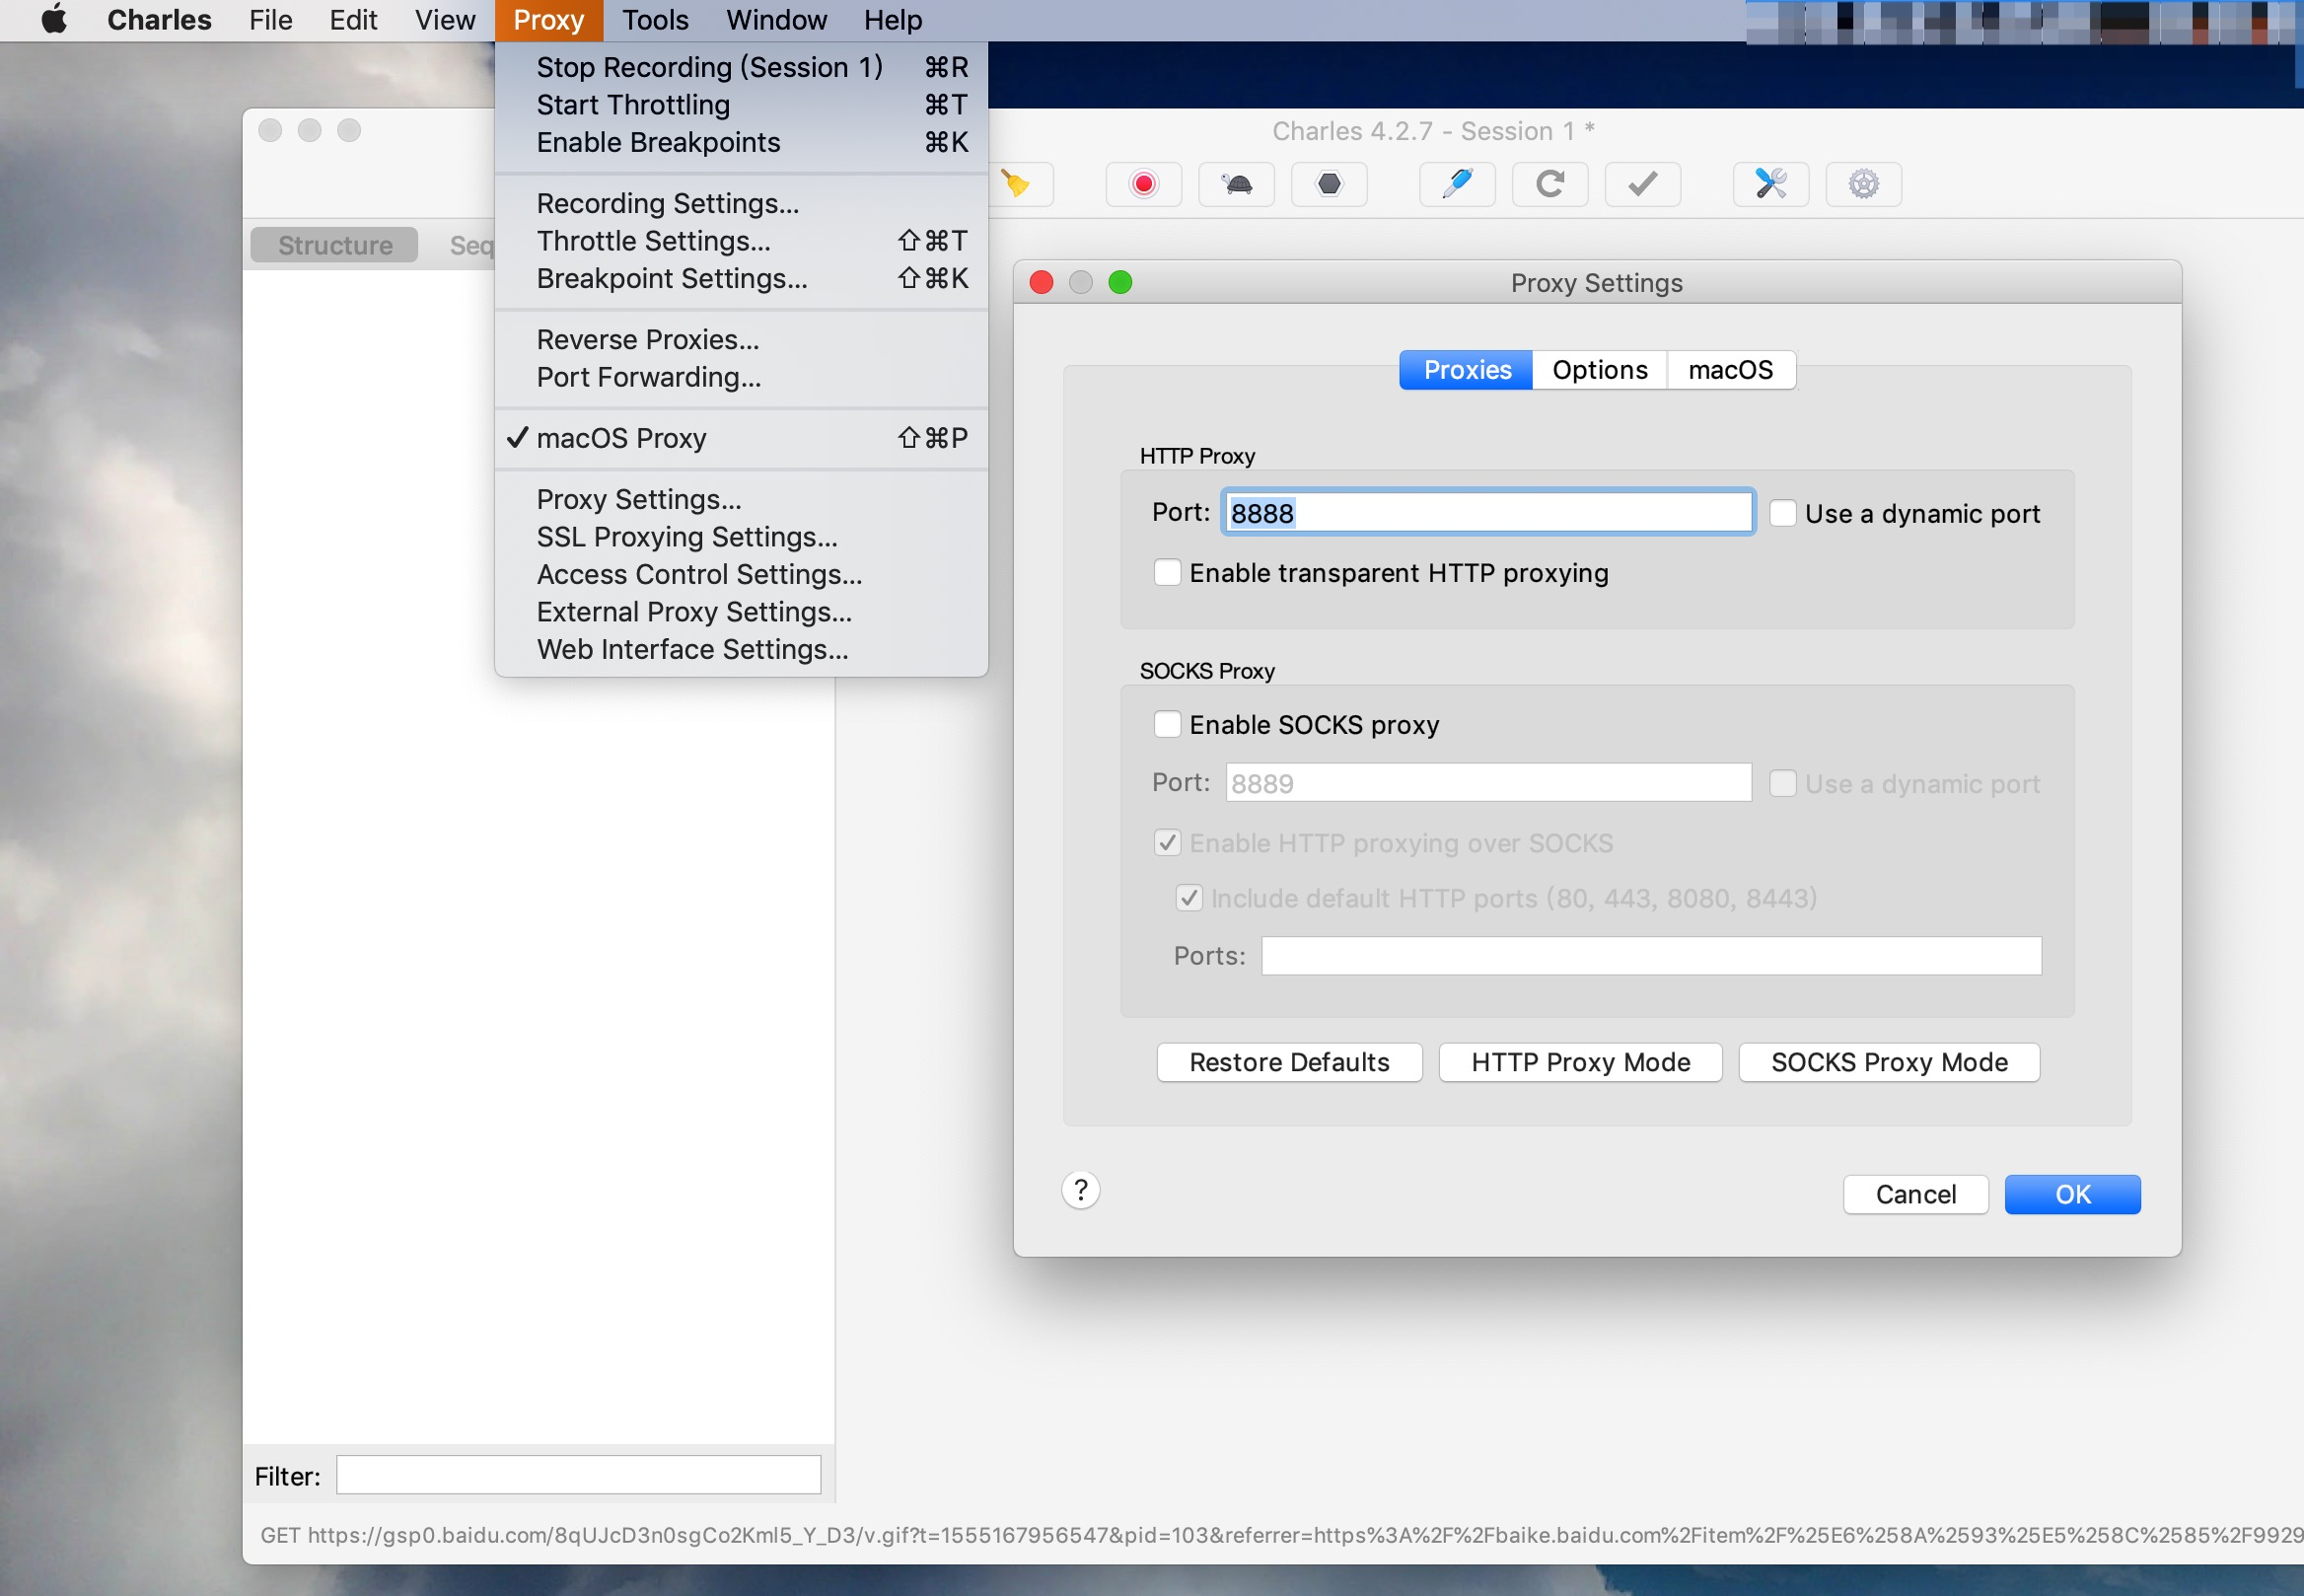 Charles File Edit View Proxy Tools Window Help
Stop Recording (Session 1) ⌘R
Start Throttling ⌘T
Enable Breakpoints ⌘K
Recording Settings...
Throttle Settings... ⇧⌘T
Breakpoint Settings... ⇧⌘K
Reverse Proxies...
Port Forwarding...
✓ macOS Proxy ⇧⌘P
Proxy Settings...
SSL Proxying Settings...
Access Control Settings...
External Proxy Settings...
Web Interface Settings...
Charles 4.2.7 - Session 1 *
Structure Seq
Proxy Settings
Proxies Options macOS
HTTP Proxy
Port: 8888 Use a dynamic port
Enable transparent HTTP proxying
SOCKS Proxy
Enable SOCKS proxy
Port: 8889 Use a dynamic port
Enable HTTP proxying over SOCKS
Include default HTTP ports (80, 443, 8080, 8443)
Ports:
Restore Defaults HTTP Proxy Mode SOCKS Proxy Mode
? Cancel OK
Filter:
GET https://gsp0.baidu.com/8qUJcD3n0sgCo2Kml5_Y_D3/v.gif?t=1555167956547&pid=103&referrer=https%3A%2F%2Fbaike.baidu.com%2Fitem%2F%25E6%258A%2593%25E5%258C%2585%2F9929